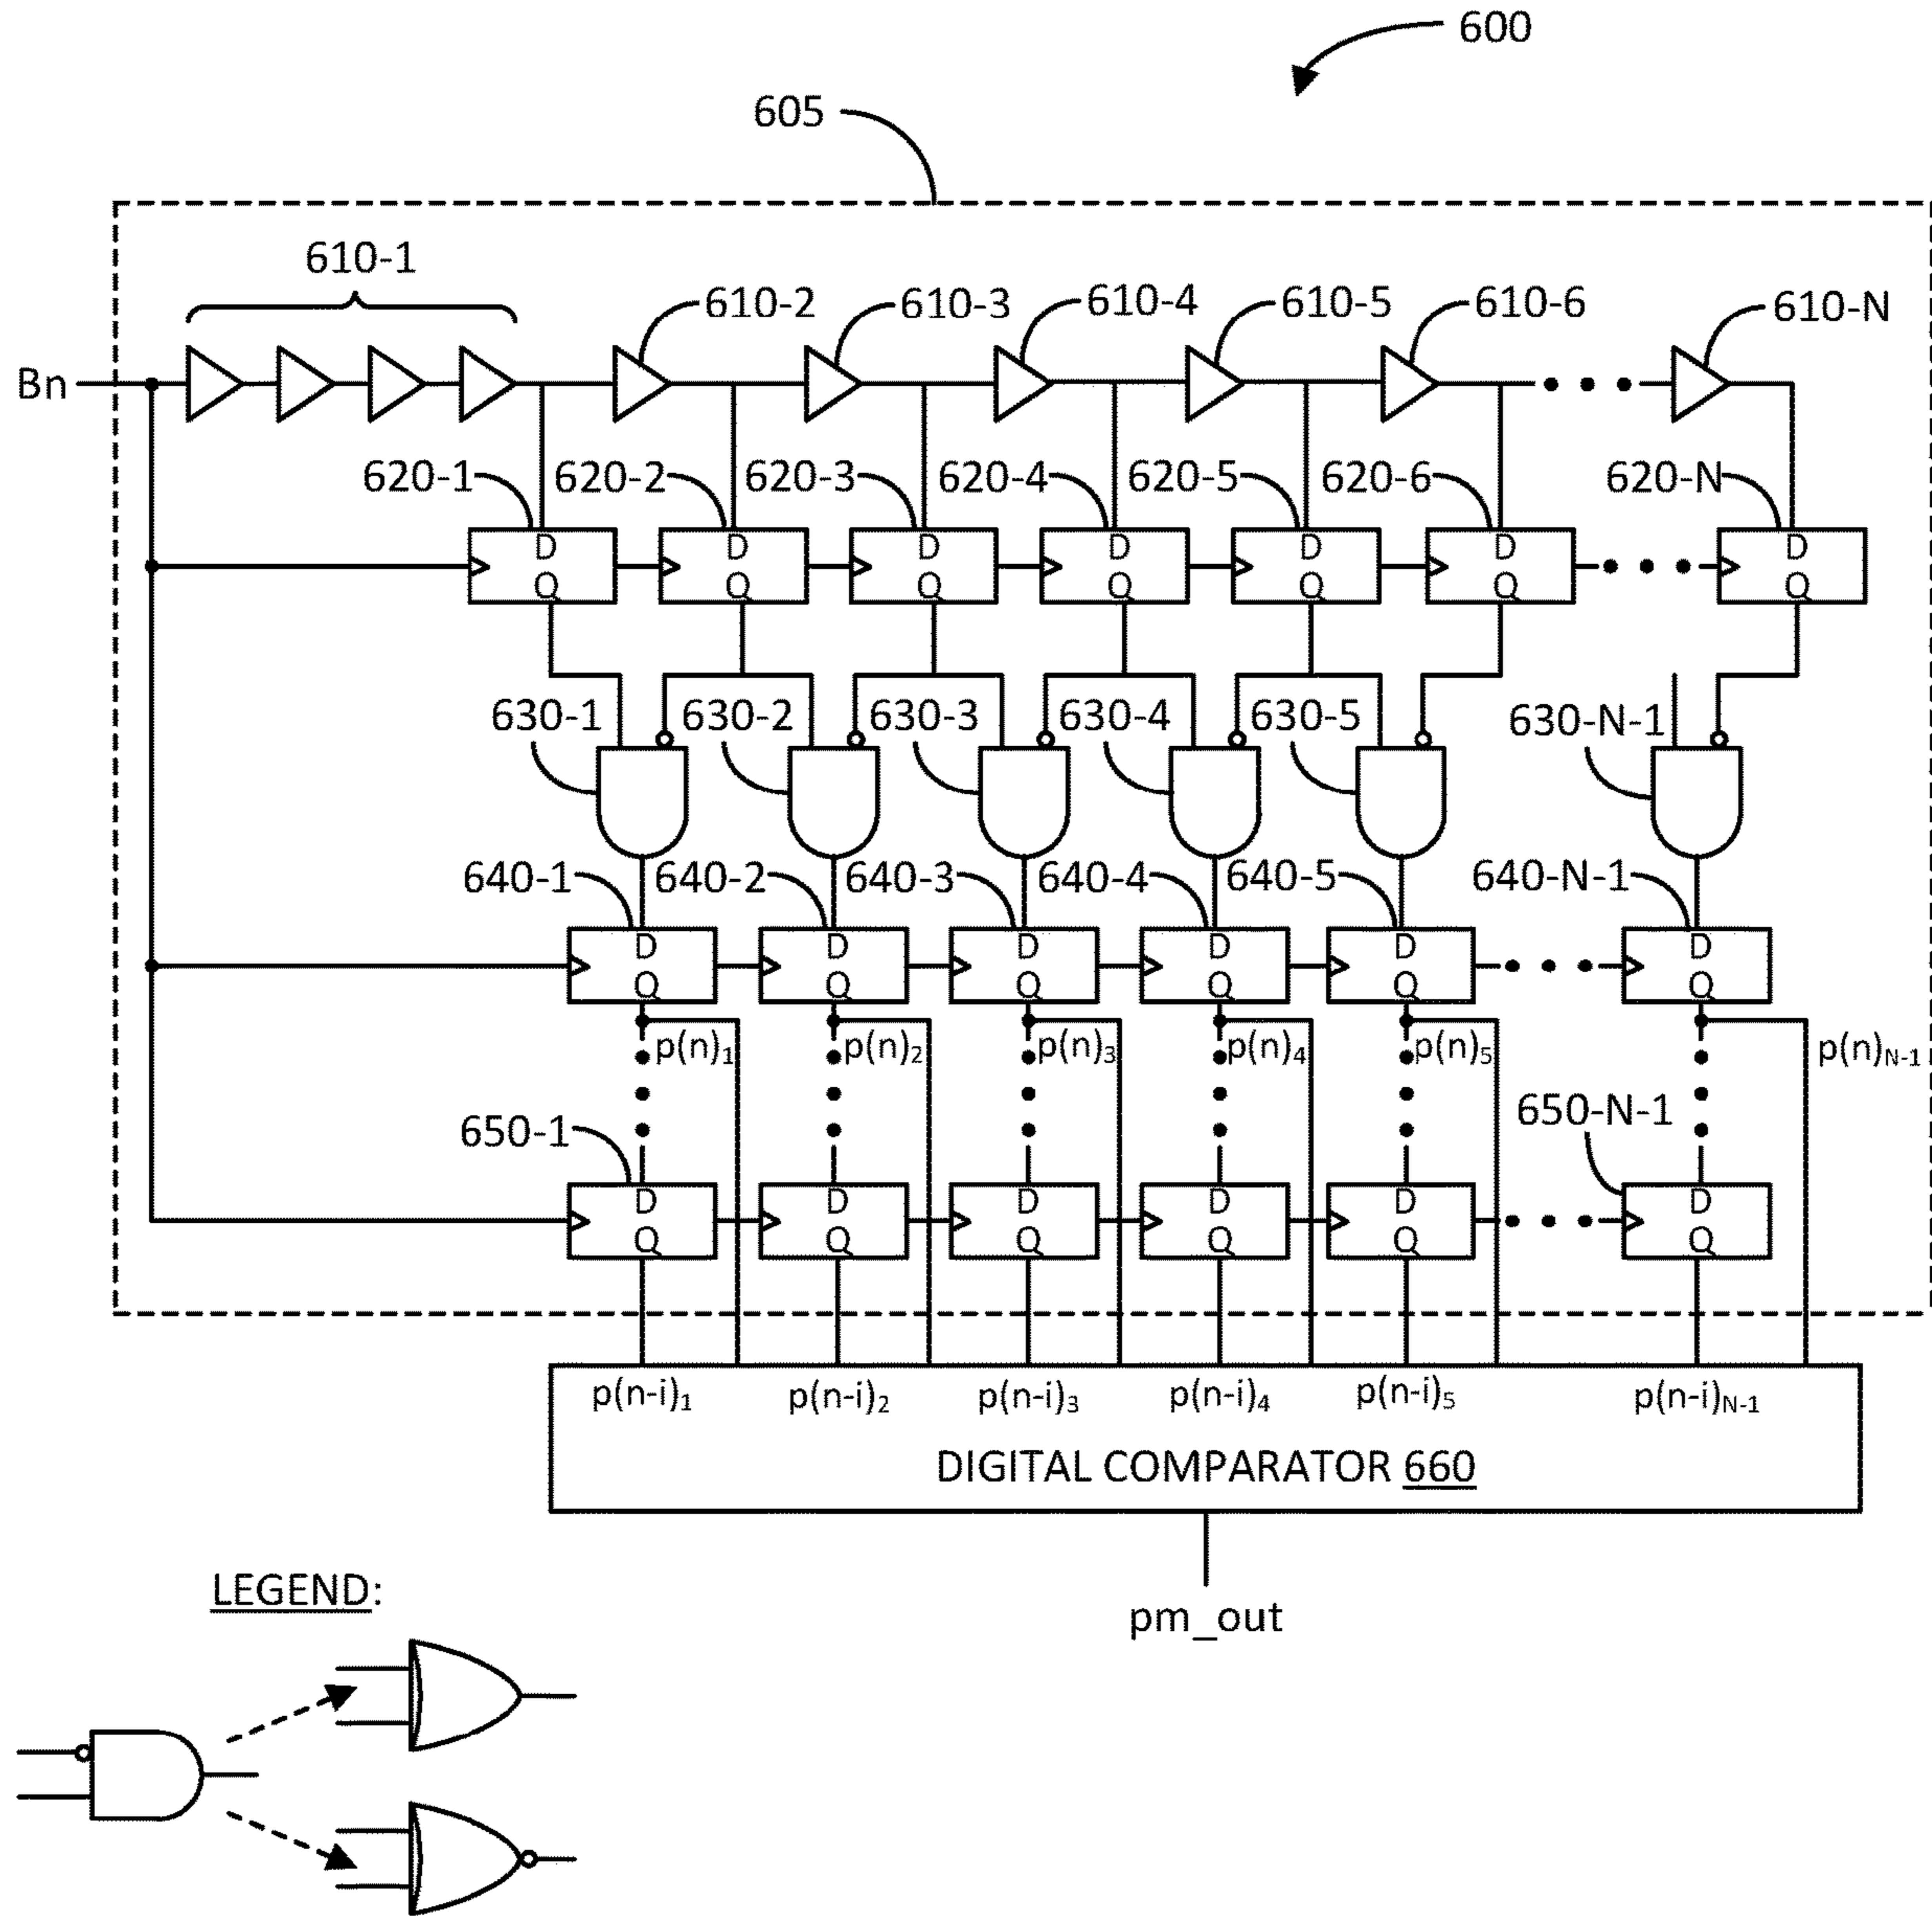 600
605
610-1
610-2 610-3 610-4 610-5 610-6 610-N
Bn
620-1 620-2 620-3 620-4 620-5 620-6 620-N
D D D D D D D
Q Q Q Q Q Q Q
630-1 630-2 630-3 630-4 630-5 630-N-1
640-1 640-2 640-3 640-4 640-5 640-N-1
D D D D D D
Q Q Q Q Q Q
p(n)1 p(n)2 p(n)3 p(n)4 p(n)5 p(n)N-1
650-1 650-N-1
D D D D D D
Q Q Q Q Q Q
p(n-i)1 p(n-i)2 p(n-i)3 p(n-i)4 p(n-i)5 p(n-i)N-1
DIGITAL COMPARATOR 660
pm_out
LEGEND: